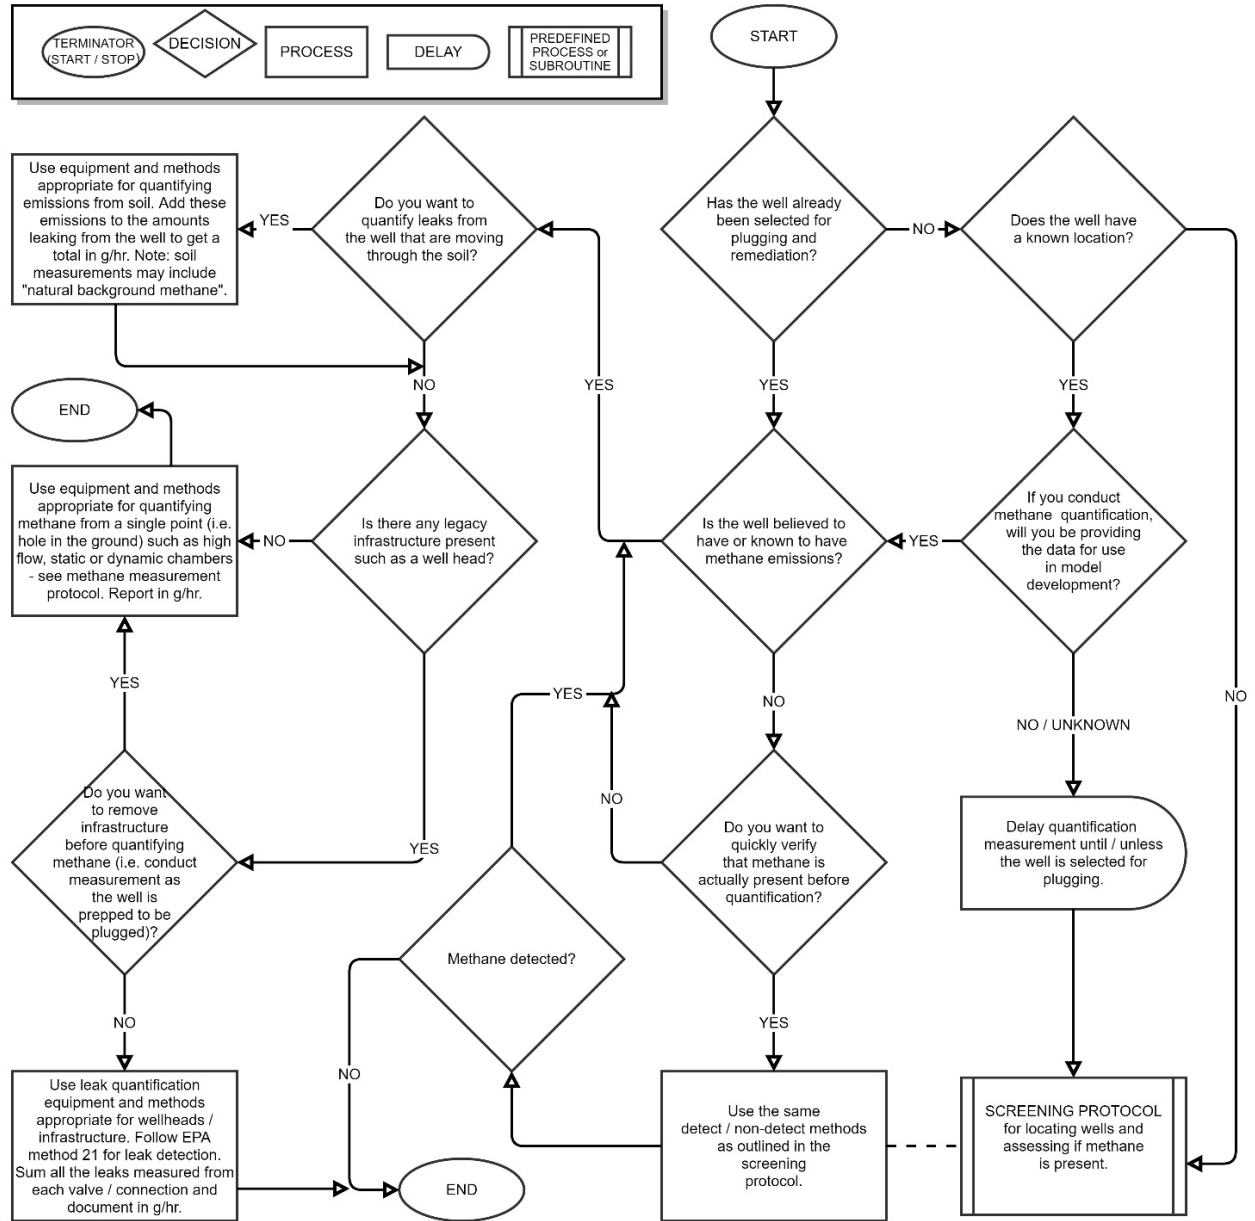 TERMINATOR
(START / STOP)
DECISION
PROCESS
DELAY
PREDEFINED
PROCESS or
SUBROUTINE
START
Has the well already
been selected for
plugging and
remediation?
NO
Does the well have
a known location?
NO
YES
YES
If you conduct
methane quantification,
will you be providing
the data for use
in model
development?
YES
NO / UNKNOWN
Delay quantification
measurement until / unless
the well is selected for
plugging.
SCREENING PROTOCOL
for locating wells and
assessing if methane
is present.
Is the well believed to
have or known to have
methane emissions?
YES
NO
Do you want to
quickly verify
that methane is
actually present before
quantification?
NO
YES
Use the same
detect / non-detect methods
as outlined in the
screening
protocol.
Methane detected?
YES
NO
END
Do you want to
quantify leaks from
the well that are moving
through the soil?
YES
NO
Use equipment and methods
appropriate for quantifying
emissions from soil. Add these
emissions to the amounts
leaking from the well to get a
total in g/hr. Note: soil
measurements may include
"natural background methane".
Is there any legacy
infrastructure present
such as a well head?
NO
YES
END
Use equipment and methods
appropriate for quantifying
methane from a single point (i.e.
hole in the ground) such as high
flow, static or dynamic chambers
- see methane measurement
protocol. Report in g/hr.
YES
Do you want
to remove
infrastructure
before quantifying
methane (i.e. conduct
measurement as
the well is
prepped to be
plugged)?
NO
Use leak quantification
equipment and methods
appropriate for wellheads /
infrastructure. Follow EPA
method 21 for leak detection.
Sum all the leaks measured from
each valve / connection and
document in g/hr.